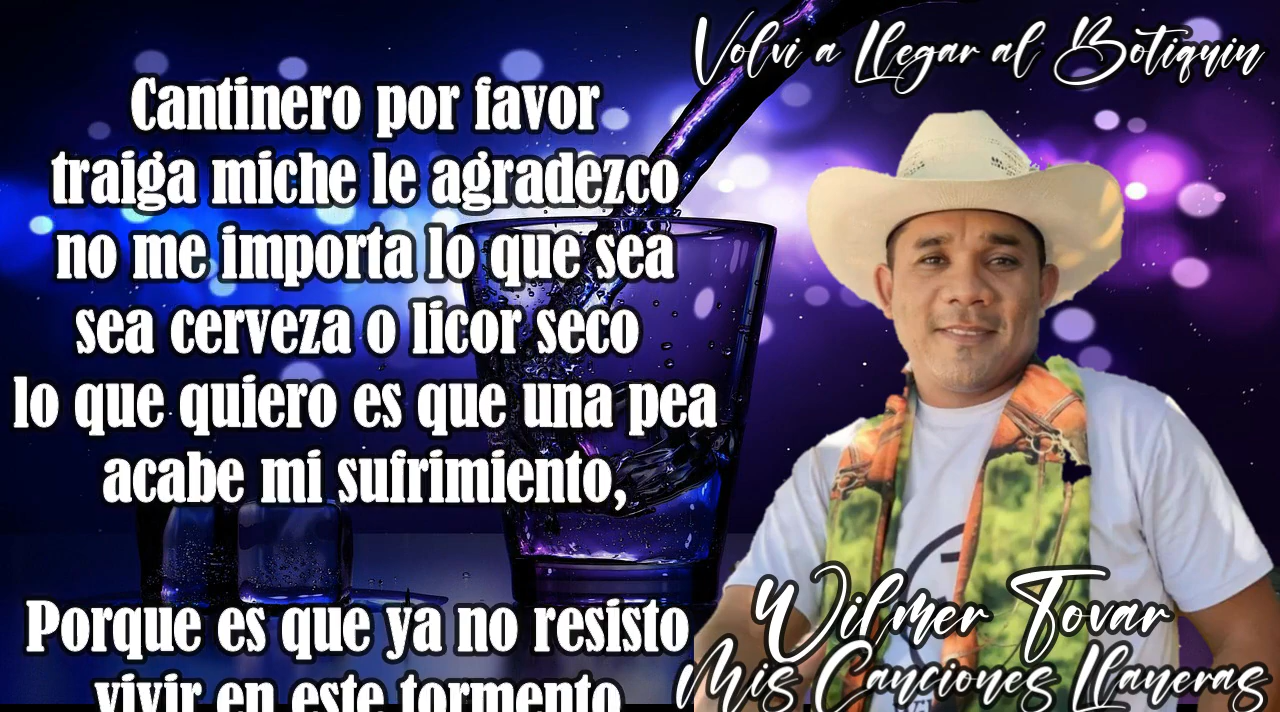 Volvi a Llegar al Botiquin
Cantinero por favor
traiga miche le agradezco
no me importa lo que sea
sea cerveza o licor seco
lo que quiero es que una pea
acabe mi sufrimiento,
Porque es que ya no resisto
vivir en este tormento
Wilmer Tovar
Mis Canciones Llaneras